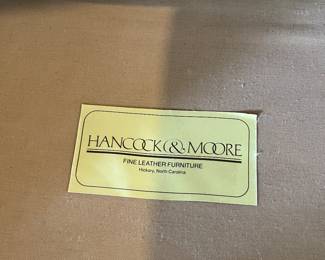 HANCOCK & MOORE
FINE LEATHER FURNITURE
Hickory, North Carolina